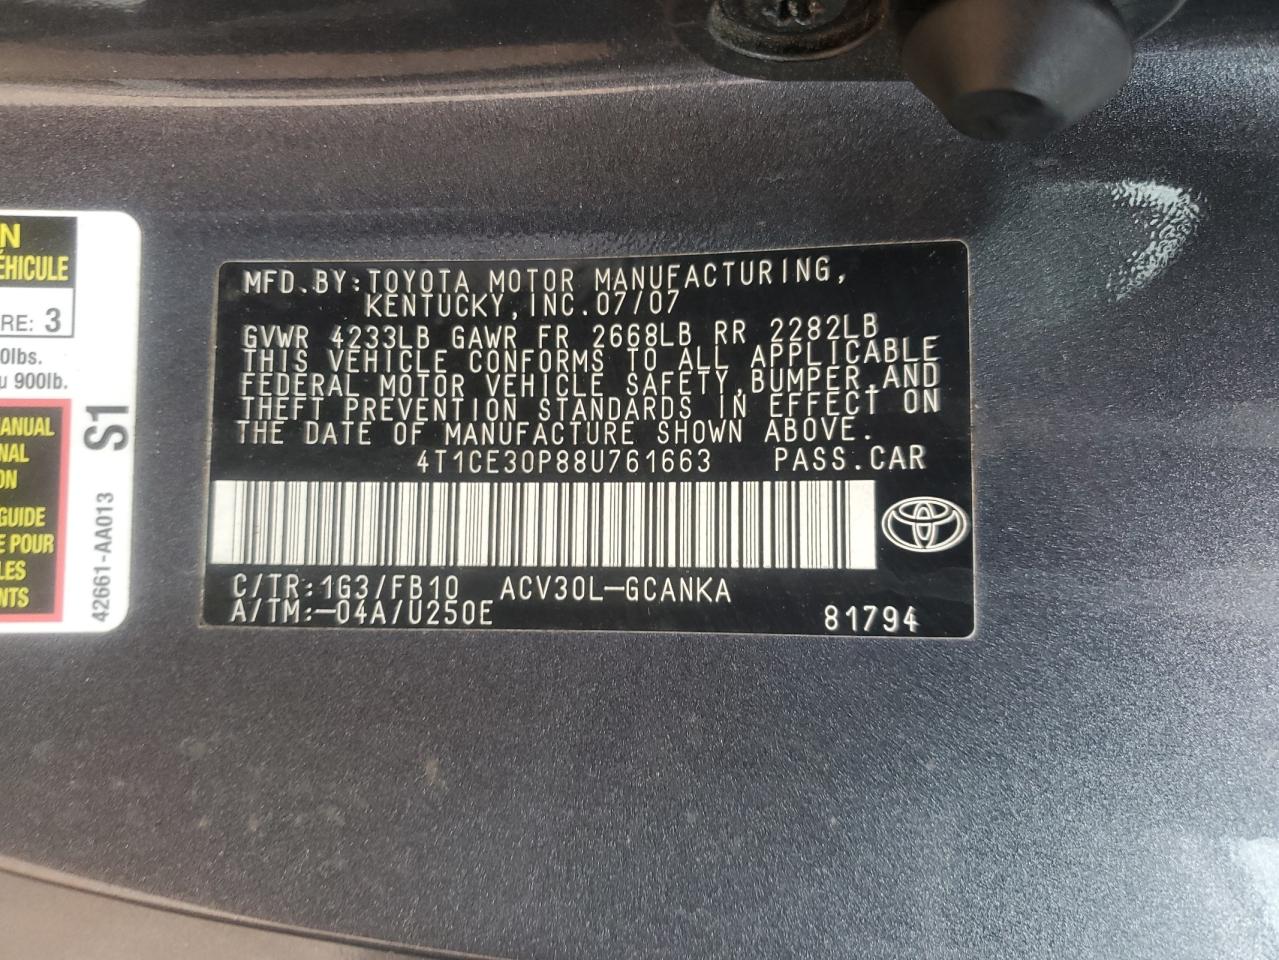 N
ÉHICULE
RE: 3
0lbs.
u 900lb.
ANUAL
NAL
ON
GUIDE
E POUR
LES
NTS
S1
42661-AA013
MFD.BY:TOYOTA MOTOR MANUFACTURING,
KENTUCKY,INC.07/07
GVWR 4233LB GAWR FR 2668LB RR 2282LB
THIS VEHICLE CONFORMS TO ALL APPLICABLE
FEDERAL MOTOR VEHICLE SAFETY,BUMPER,AND
THEFT PREVENTION STANDARDS IN EFFECT ON
THE DATE OF MANUFACTURE SHOWN ABOVE.
4T1CE30P88U761663 PASS.CAR
C/TR:1G3/FB10 ACV30L-GCANKA
A/TM:-04A/U250E 81794